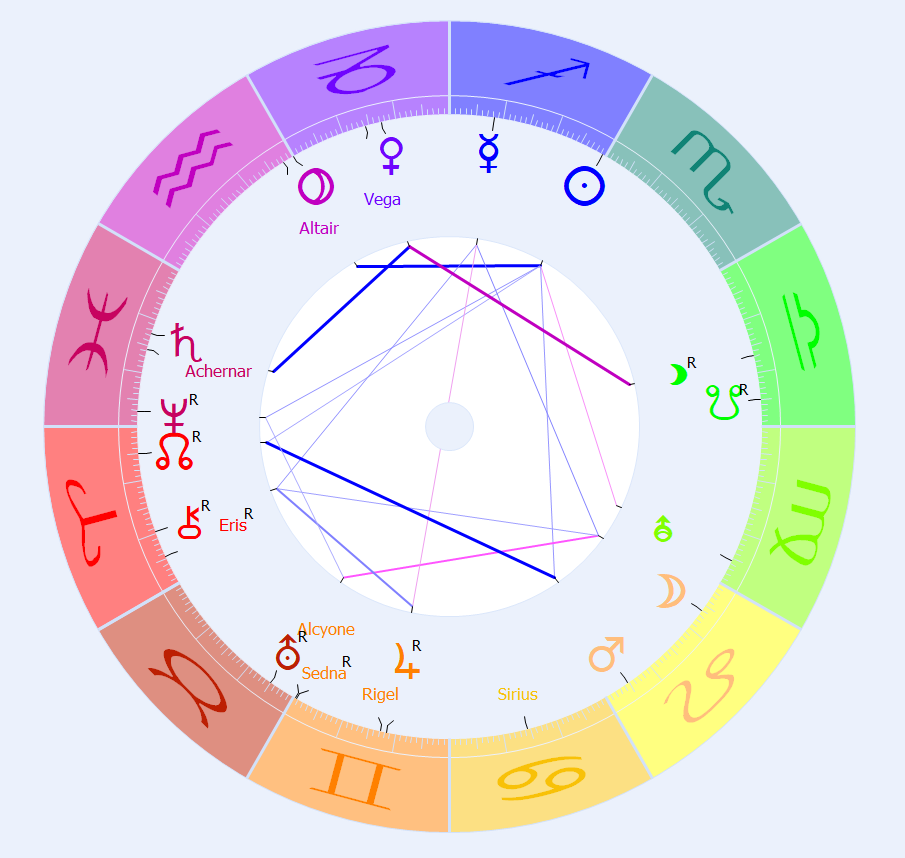 Vega
Altair
Achernar
R
R
R
R
R
Eris
R
Alcyone
R
Sedna
R
R
Rigel
Sirius